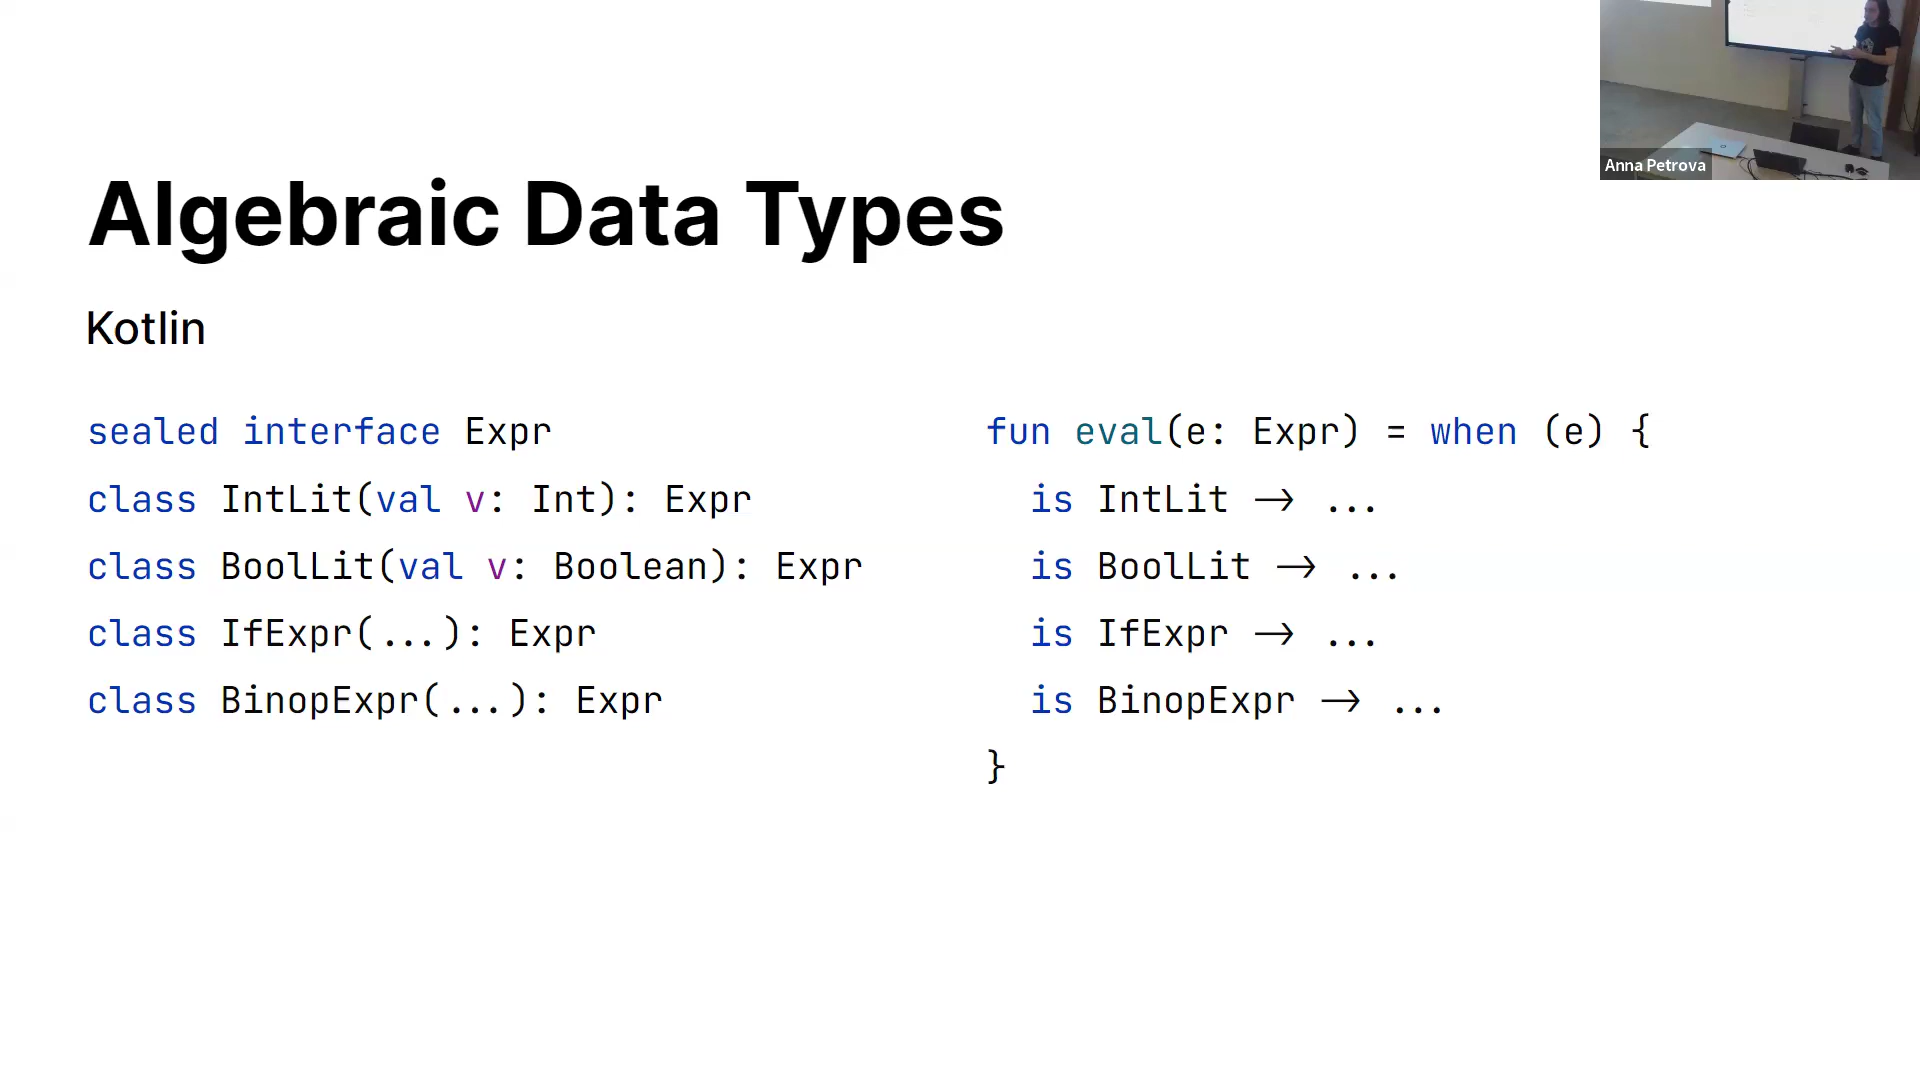 Anna Petrova
Algebraic Data Types
Kotlin
sealed interface Expr
class IntLit(val v: Int): Expr
class BoolLit(val v: Boolean): Expr
class IfExpr(...): Expr
class BinopExpr(...): Expr
fun eval(e: Expr) = when (e) {
is IntLit -> ...
is BoolLit -> ...
is IfExpr -> ...
is BinopExpr -> ...
}